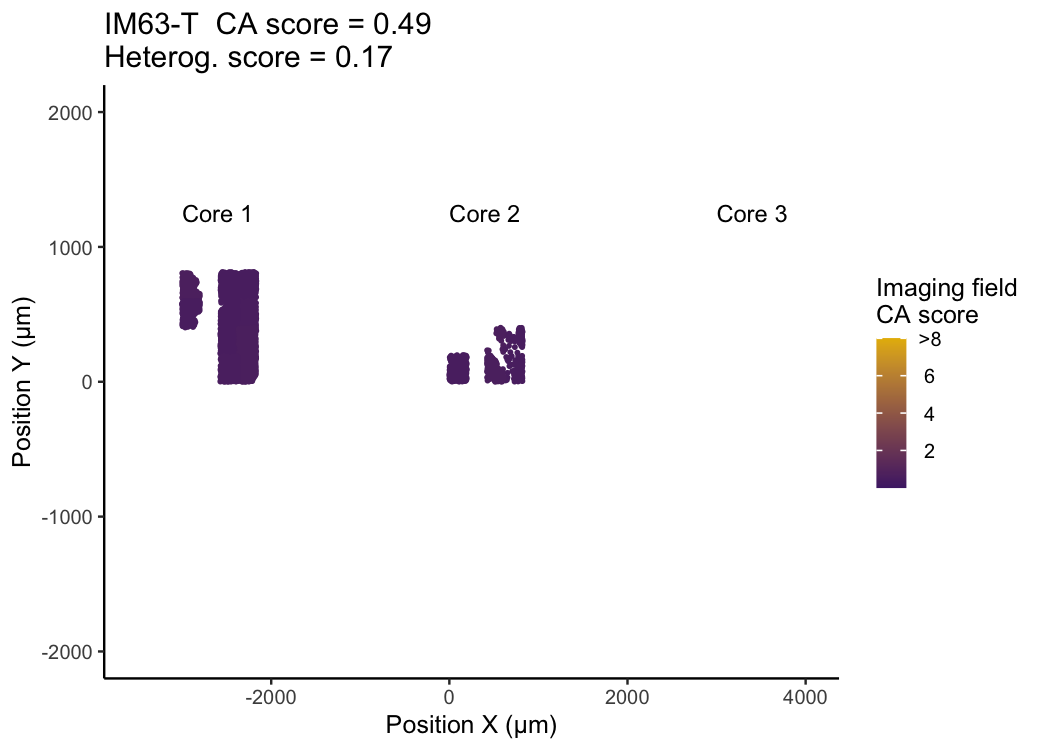 IM63-T  CA score = 0.49
Heterog. score = 0.17
2000
1000
0
-1000
-2000
Position Y (µm)
Core 1
Core 2
Core 3
-2000
0
2000
4000
Position X (µm)
Imaging field
CA score
>8
6
4
2